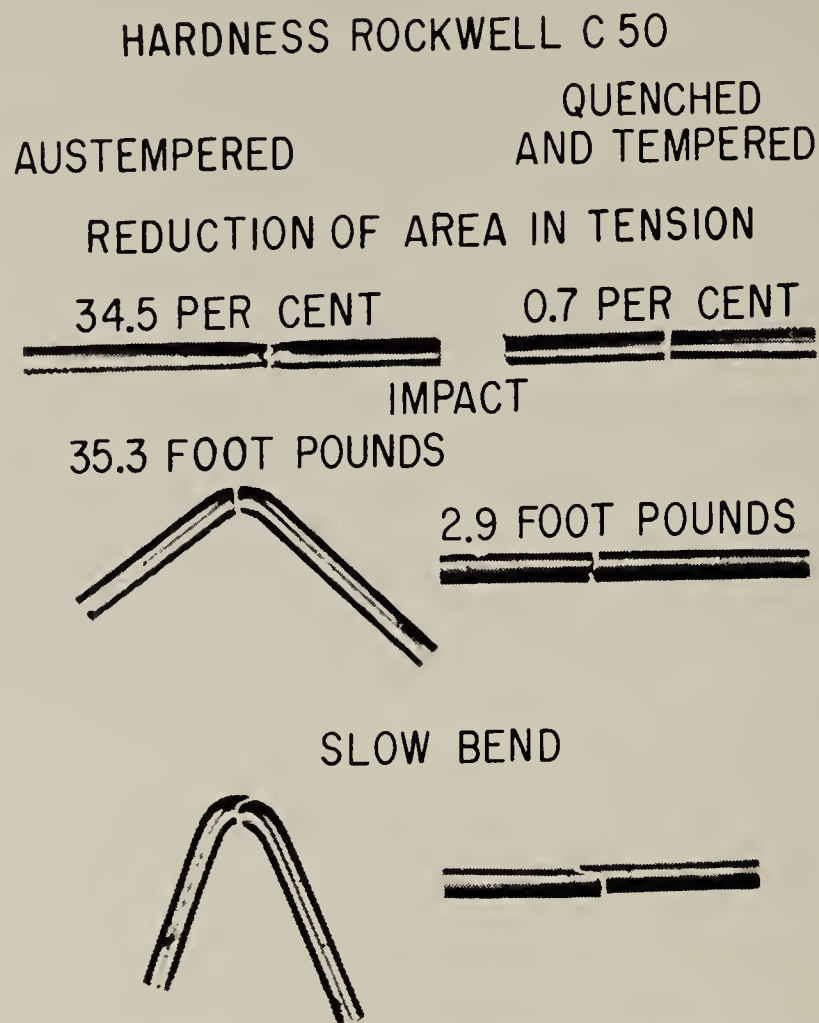 HARDNESS ROCKWELL C 50
AUSTEMPERED
QUENCHED
AND TEMPERED
REDUCTION OF AREA IN TENSION
34.5 PER CENT
0.7 PER CENT
IMPACT
35.3 FOOT POUNDS
2.9 FOOT POUNDS
SLOW BEND